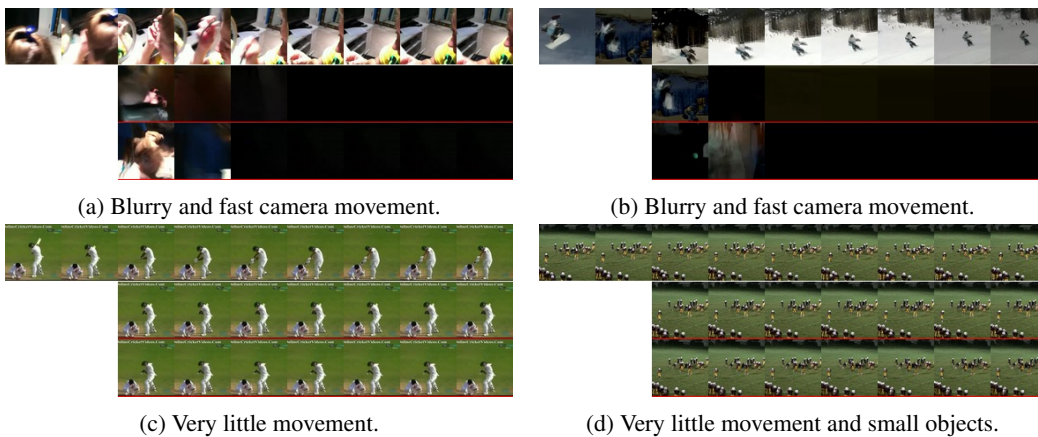 (a) Blurry and fast camera movement.
(b) Blurry and fast camera movement.
(c) Very little movement.
(d) Very little movement and small objects.